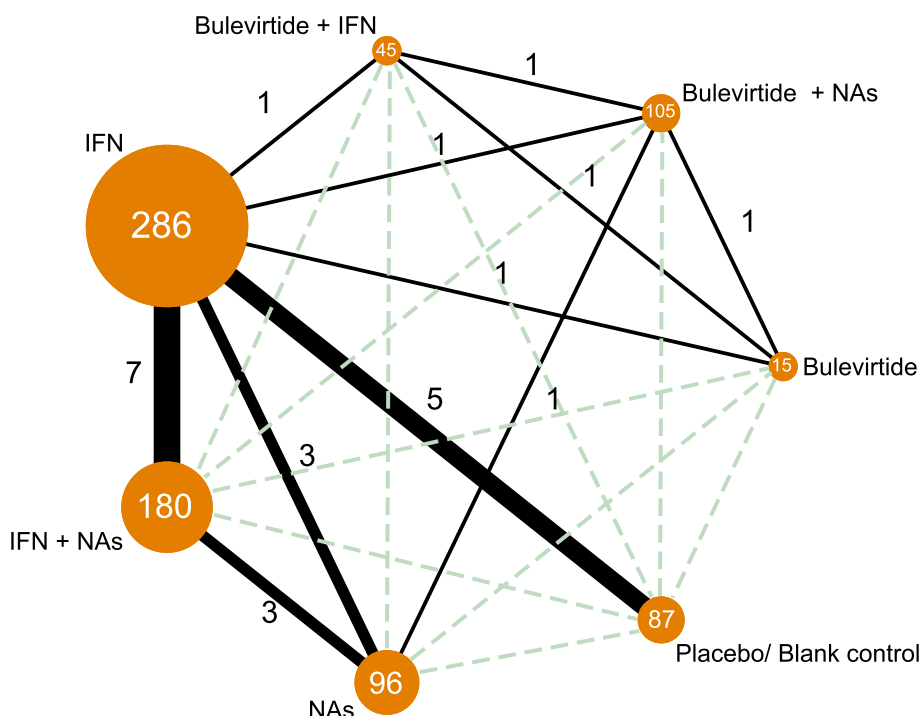 Bulevirtide + IFN
45
1
Bulevirtide + NAs
105
1
IFN
1
286
1
1
1
Bulevirtide
15
7
5
1
3
180
IFN + NAs
3
87
Placebo/ Blank control
96
NAs